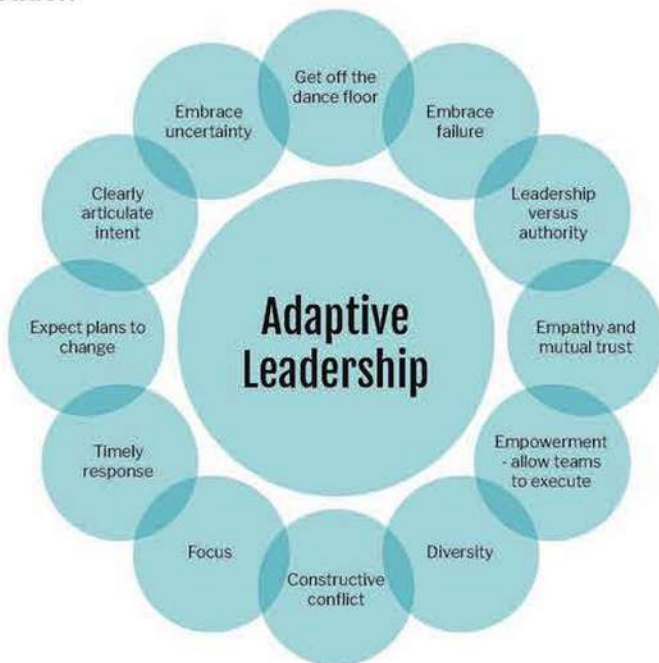 Get off the
dance floor
Embrace
failure
Leadership
versus
authority
Empathy and
mutual trust
Empowerment
- allow teams
to execute
Diversity
Constructive
conflict
Focus
Timely
response
Expect plans to
change
Clearly
articulate
intent
Embrace
uncertainty
Adaptive
Leadership